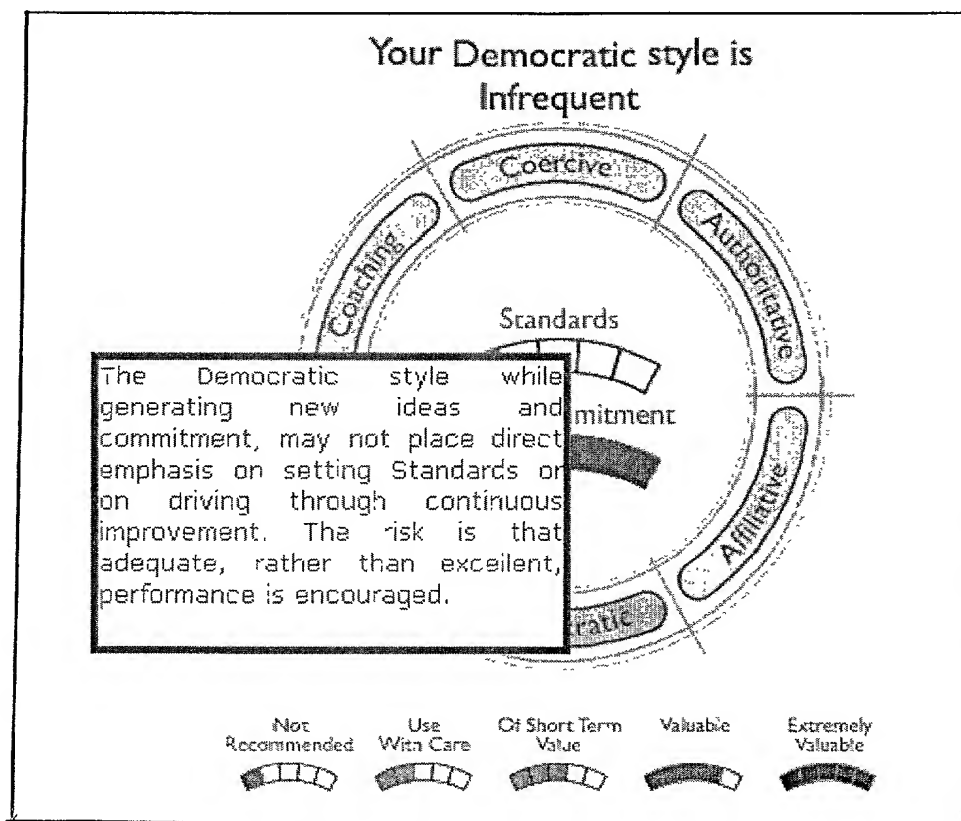 Your Democratic style is
Infrequent
Coercive
Authoritative
Coaching
Standards
The Democratic style while
generating new ideas and
commitment, may not place direct
emphasis on setting Standards or
on driving through continuous
improvement. The risk is that
adequate, rather than excellent,
performance is encouraged.
mitment
Affiliative
ratic
Not
Recommended
Use
With Care
Of Short Term
Value
Valuable
Extremely
Valuable